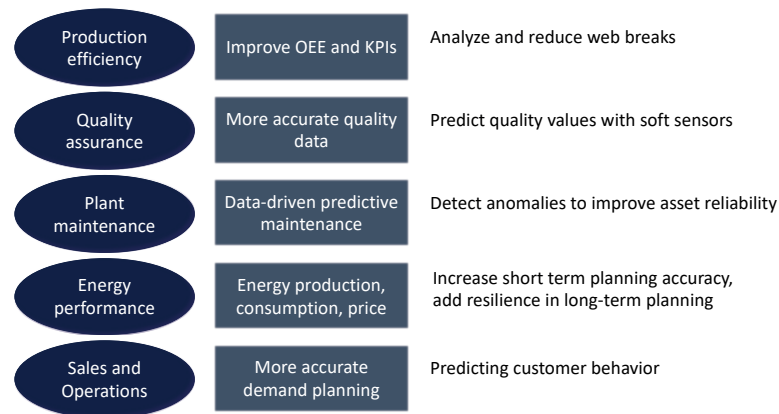 Production
efficiency
Improve OEE and KPIs
Analyze and reduce web breaks
Quality
assurance
More accurate quality
data
Predict quality values with soft sensors
Plant
maintenance
Data-driven predictive
maintenance
Detect anomalies to improve asset reliability
Energy
performance
Energy production,
consumption, price
Increase short term planning accuracy,
add resilience in long-term planning
Sales and
Operations
More accurate
demand planning
Predicting customer behavior